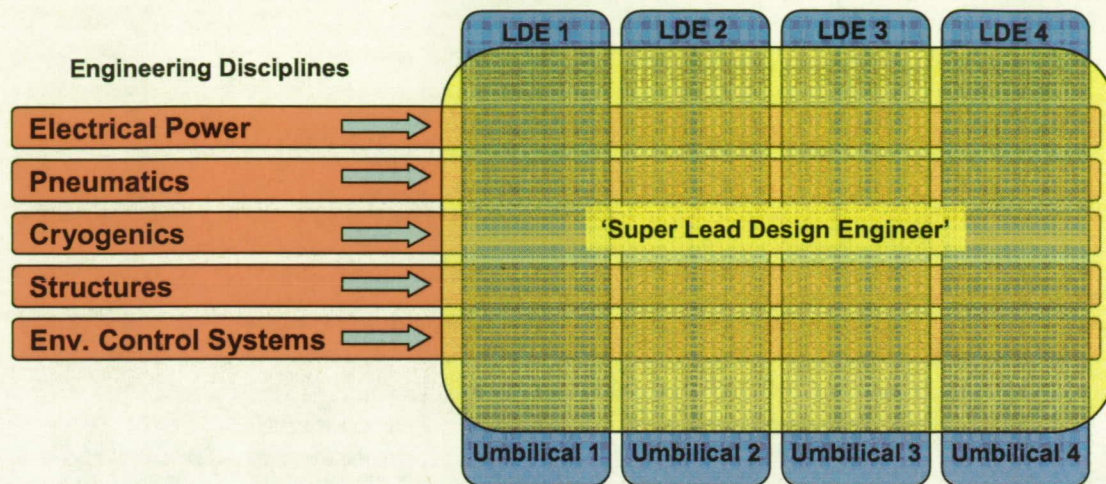 LDE 1 LDE 2 LDE 3 LDE 4
Engineering Disciplines
Electrical Power
Pneumatics
Cryogenics
‘Super Lead Design Engineer’
Structures
Env. Control Systems
Umbilical 1 Umbilical 2 Umbilical 3 Umbilical 4